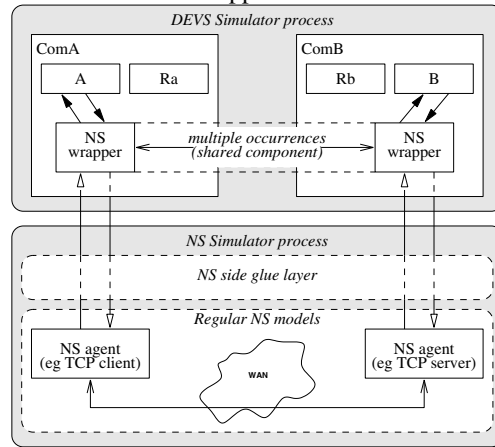 DEVS Simulator process
ComA
ComB
A
Ra
Rb
B
NS
wrapper
multiple occurrences
(shared component)
NS
wrapper
NS Simulator process
NS side glue layer
Regular NS models
NS agent
(eg TCP client)
WAN
NS agent
(eg TCP server)